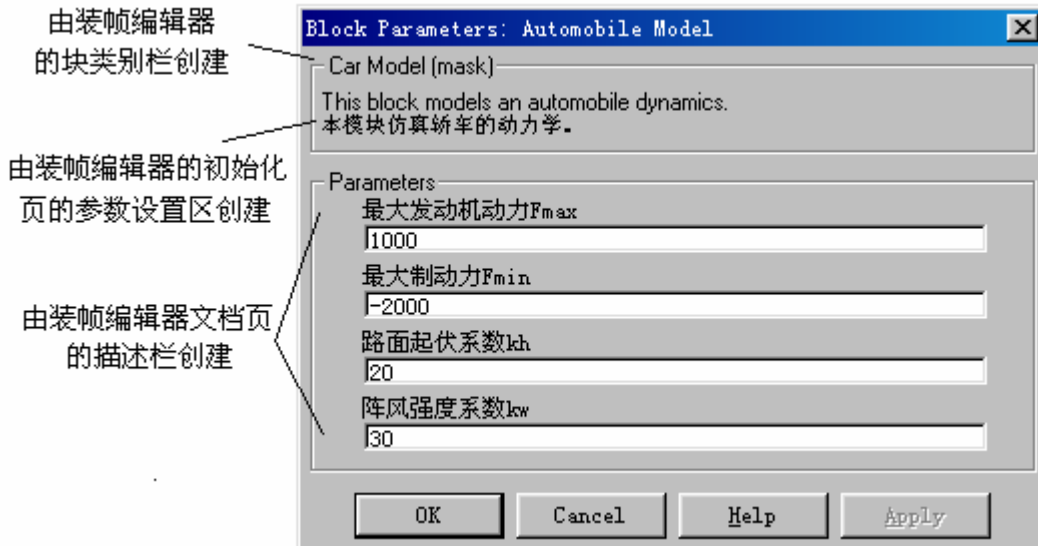 由装帧编辑器
的块类别栏创建
由装帧编辑器的初始化
页的参数设置区创建
由装帧编辑器文档页
的描述栏创建
Block Parameters: Automobile Model
Car Model (mask)
This block models an automobile dynamics.
本模块仿真轿车的动力学。
Parameters
最大发动机动力Fmax
1000
最大制动力Fmin
-2000
路面起伏系数kh
20
阵风强度系数kw
30
OK
Cancel
Help
Apply